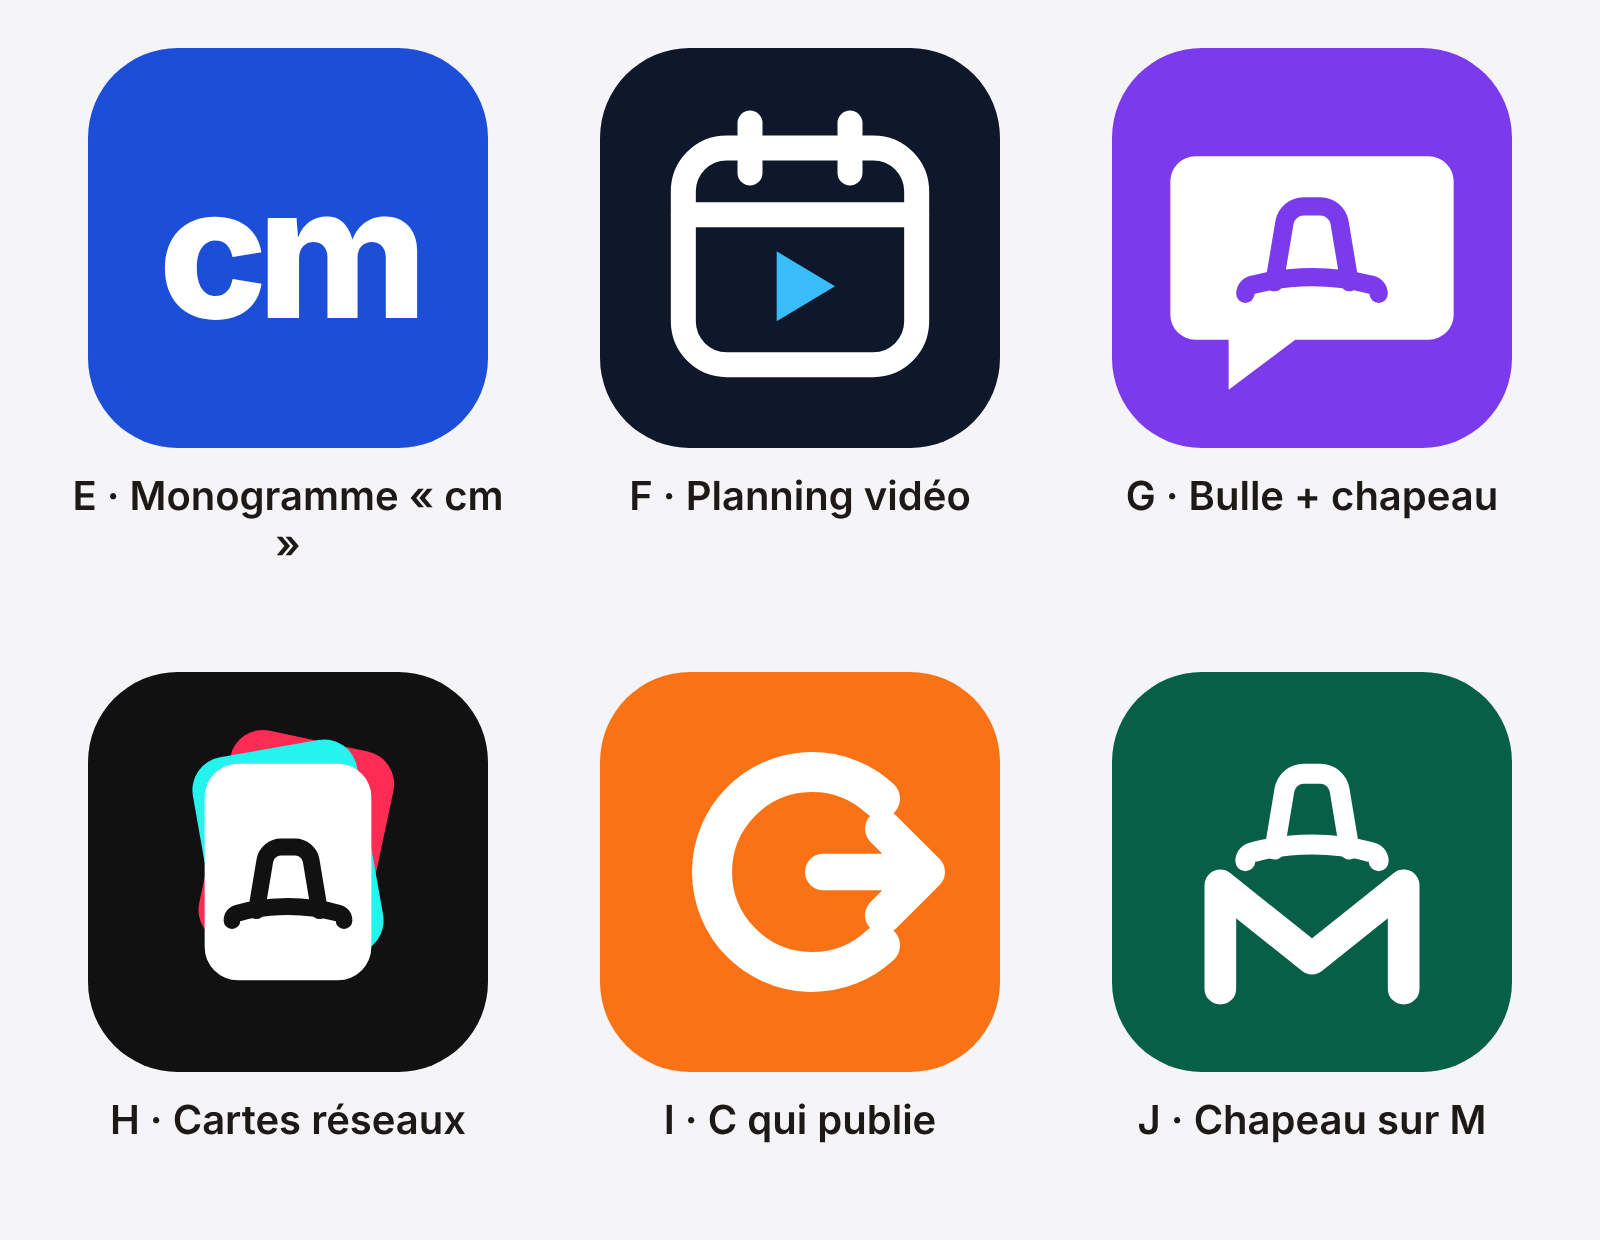 cm
E · Monogramme « cm
»
F · Planning vidéo
G · Bulle + chapeau
M
H · Cartes réseaux
I · C qui publie
J · Chapeau sur M